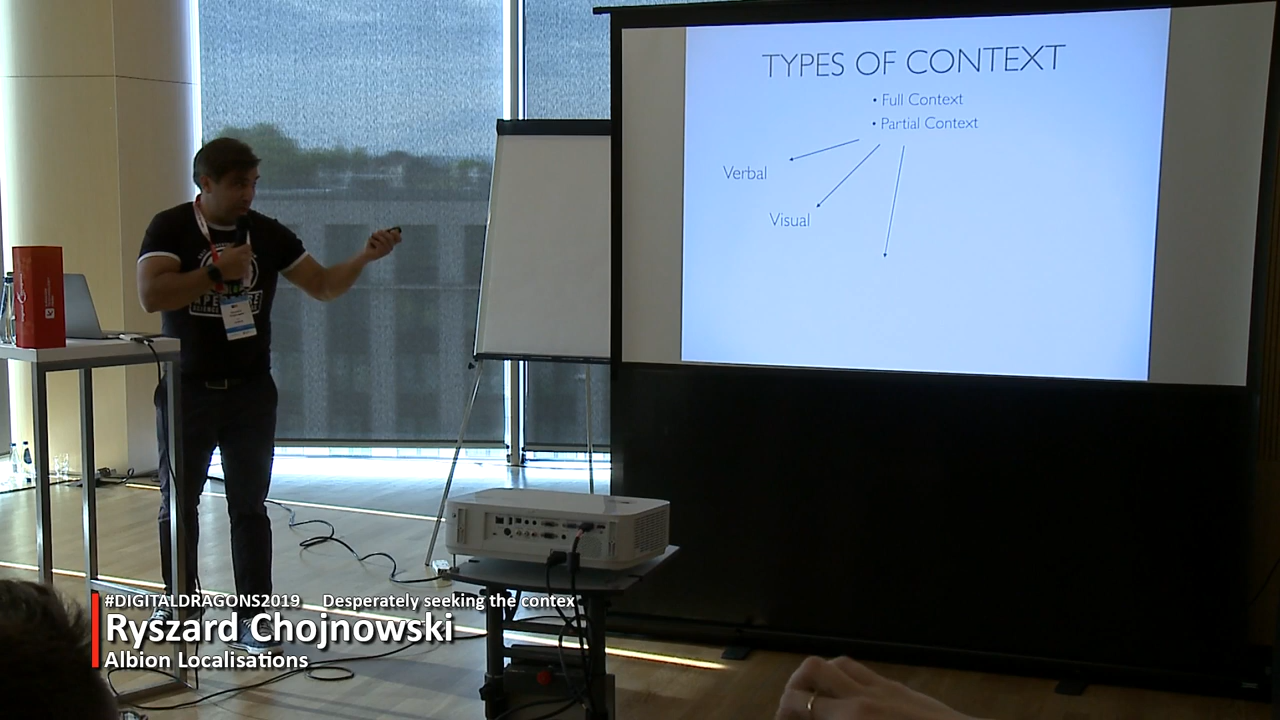 TYPES OF CONTEXT
• Full Context
• Partial Context
Verbal
Visual
#DIGITALDRAGONS2019 Desperately seeking the contex
Ryszard Chojnowski
Albion Localisations